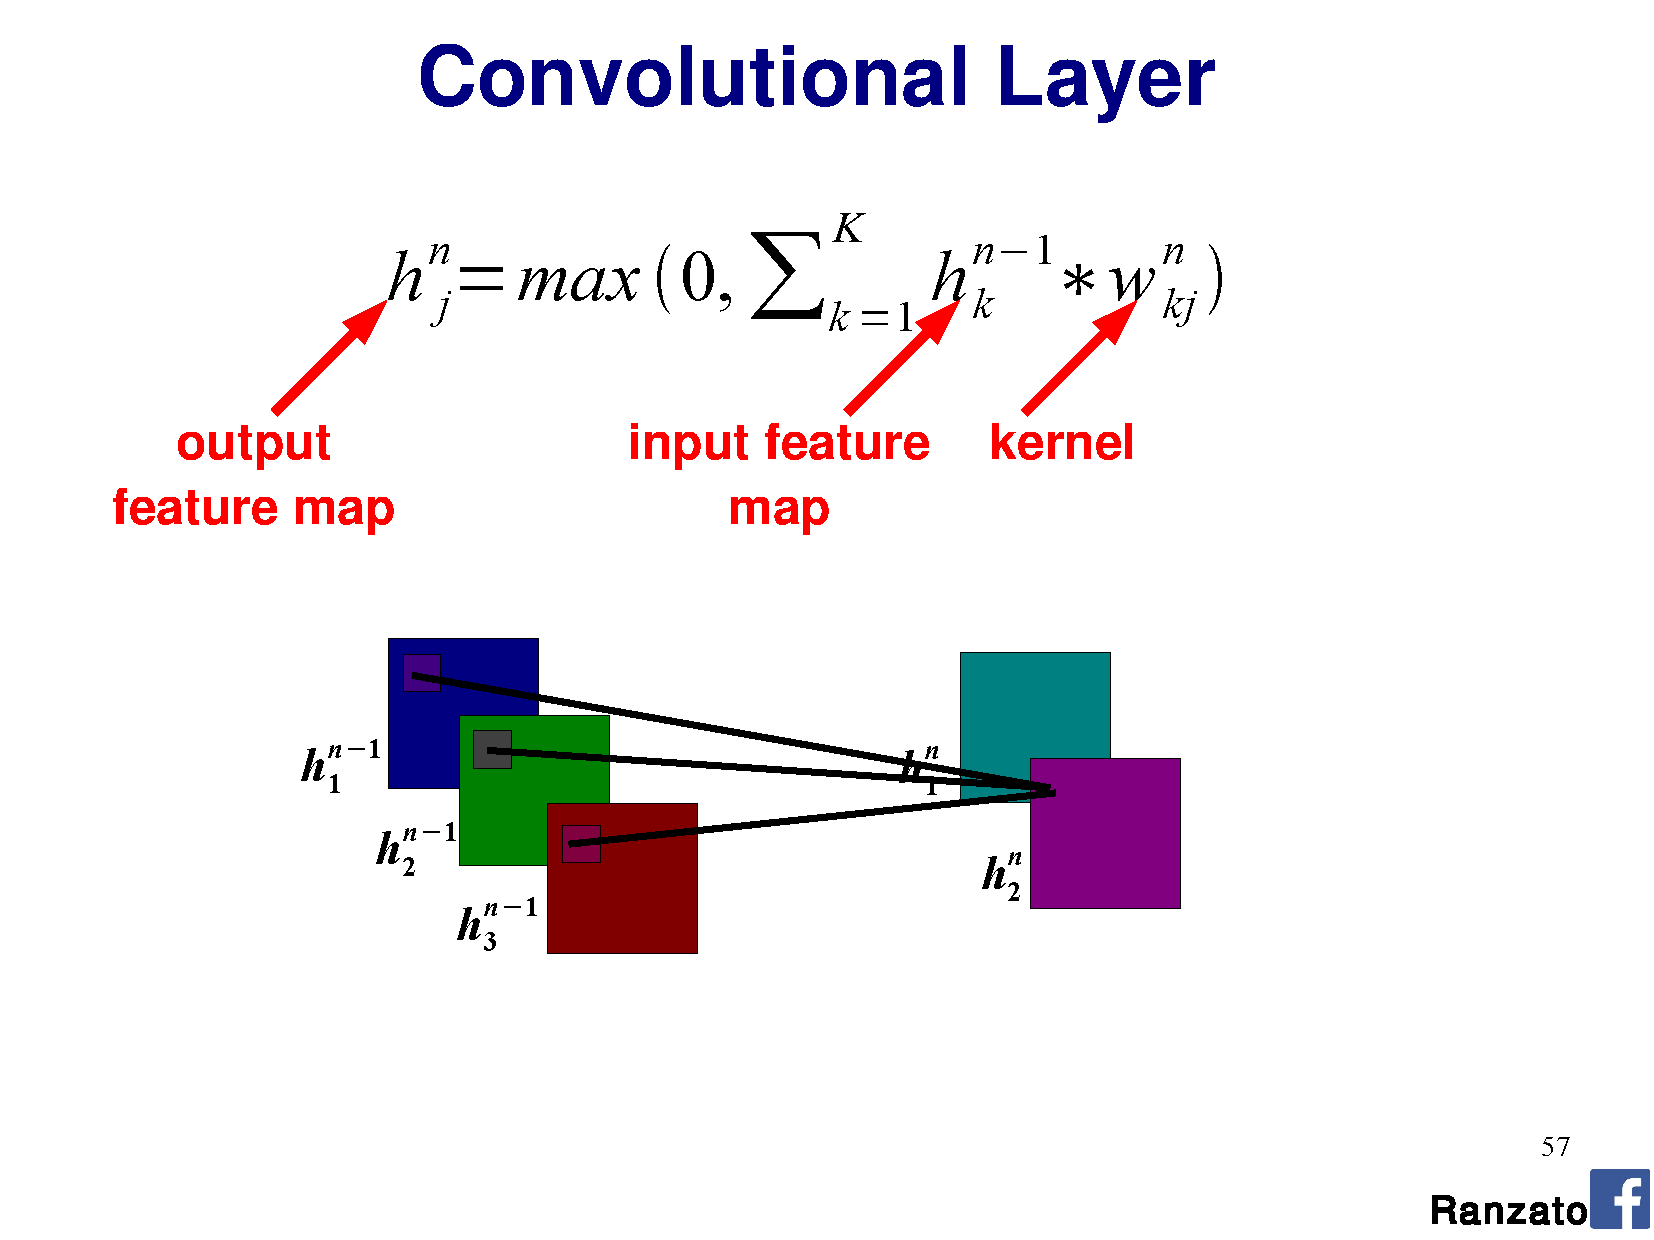 Convolutional Layer
h_j^n = max(0, ∑_{k=1}^{K} h_k^{n−1} ∗ w_{kj}^n)
output feature map
input feature map
kernel
h_1^{n−1}
h_2^{n−1}
h_3^{n−1}
h_1^n
h_2^n
57
Ranzato f